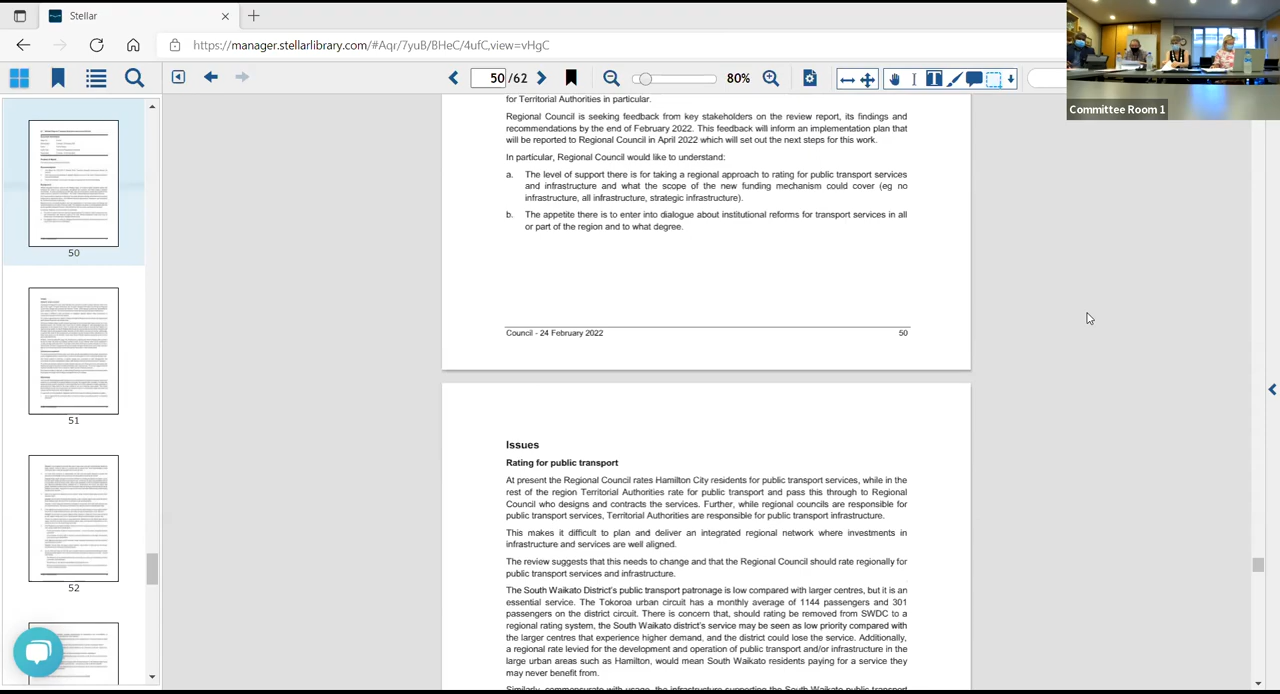 Stellar
https://manager.stellarlibrary.com/#Aqr/7yuB/BHeC/4ufC,view=vHgC
50 /62
80%
Committee Room 1
for Territorial Authorities in particular.
Regional Council is seeking feedback from key stakeholders on the review report, its findings and
recommendations by the end of February 2022. This feedback will inform an implementation plan that
will be reported to Regional Council in April 2022 which will set out the next steps for this work.
In particular, Regional Council would like to understand:
a. The level of support there is for taking a regional approach to rating for public transport services
and infrastructure and what the scope of the new funding mechanism could cover (eg no
infrastructure, all infrastructure, strategic infrastructure).
b. The appetite there is to enter into dialogue about institutional reforms for transport services in all
or part of the region and to what degree.
Council - 24 February 2022 50
Issues
Rating for public transport
At present the Regional Council rates Hamilton City residents for public transport services, while in the
rest of the region Territorial Authorities rate for public transport and pass this through to Regional
Council who designs and contracts the services. Further, while regional councils are responsible for
public transport services, Territorial Authorities are responsible for public transport infrastructure.
This makes it difficult to plan and deliver an integrated regional network where investments in
infrastructure and services are well aligned.
The review suggests that this needs to change and that the Regional Council should rate regionally for
public transport services and infrastructure.
The South Waikato District's public transport patronage is low compared with larger centres, but it is an
essential service. The Tokoroa urban circuit has a monthly average of 1144 passengers and 301
passengers on the district circuit. There is concern that, should rating be removed from SWDC to a
regional rating system, the South Waikato district's service may be seen as low priority compared with
the larger centres that experience higher demand, and the district could lose the service. Additionally,
a regional rate levied for the development and operation of public transport and/or infrastructure in the
large urban areas such as Hamilton, would mean South Waikato residents paying for a service they
may never benefit from.
Similarly, commensurate with usage, the infrastructure supporting the South Waikato public transport
50
51
52